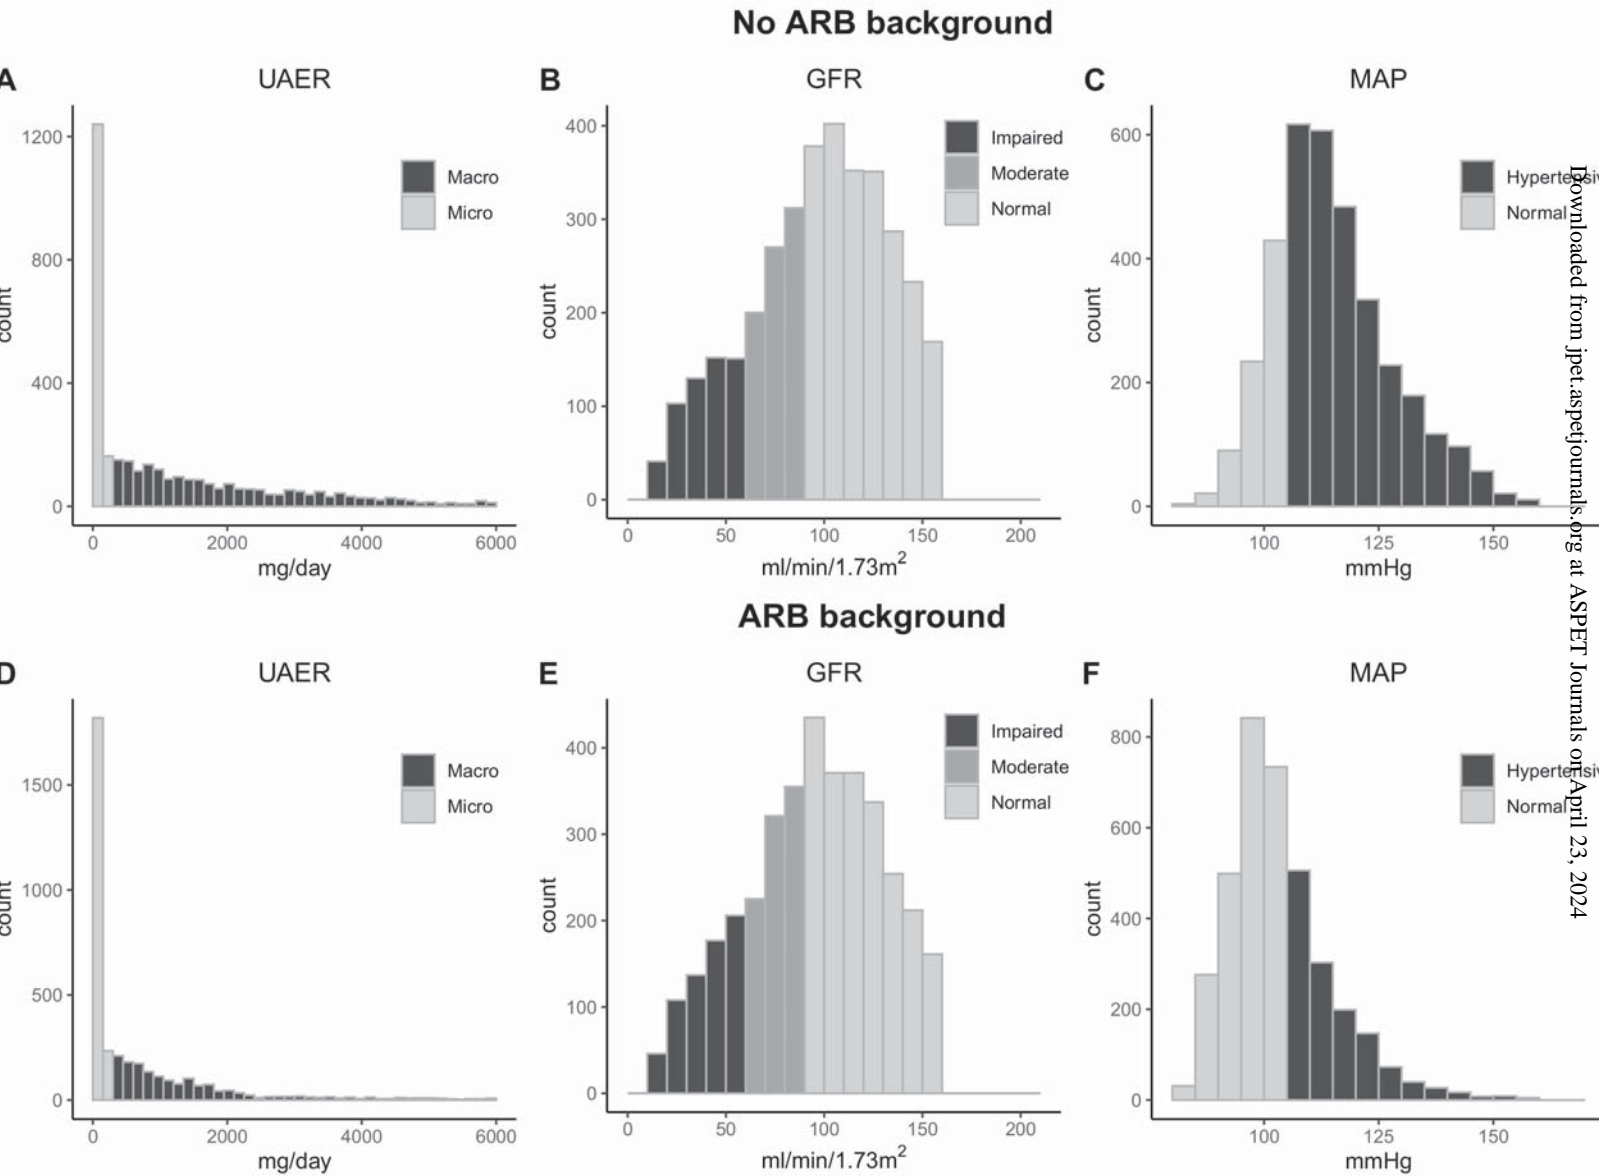 No ARB background
A
UAER
B
GFR
C
MAP
1200
800
400
0
count
Macro
Micro
0
2000
4000
6000
mg/day
400
300
200
100
0
count
Impaired
Moderate
Normal
0
50
100
150
200
ml/min/1.73m²
600
400
200
0
count
Hypertensiv
Normal
100
125
150
mmHg
ARB background
D
UAER
E
GFR
F
MAP
1500
1000
500
0
count
Macro
Micro
0
2000
4000
6000
mg/day
400
300
200
100
0
count
Impaired
Moderate
Normal
0
50
100
150
200
ml/min/1.73m²
800
600
400
200
0
count
Hypertensiv
Normal
100
125
150
mmHg
Downloaded from jpet.aspetjournals.org at ASPET Journals on April 23, 2024